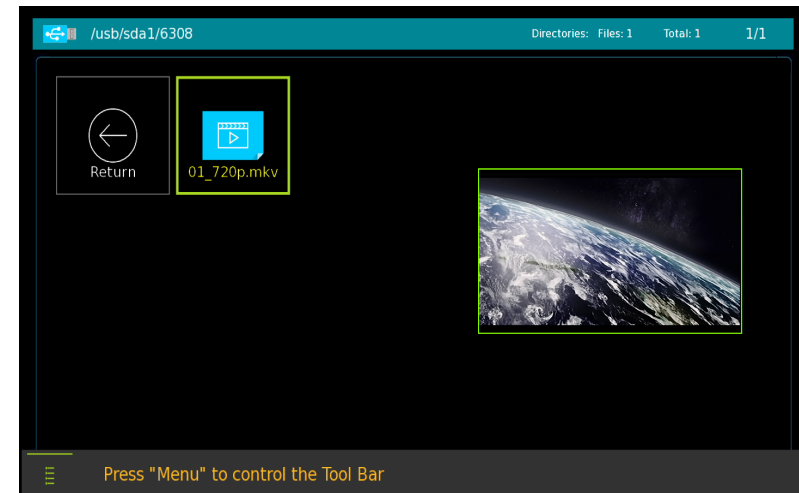 /usb/sda1/6308 Directories: Files: 1 Total: 1 1/1
Return 01_720p.mkv
Press "Menu" to control the Tool Bar